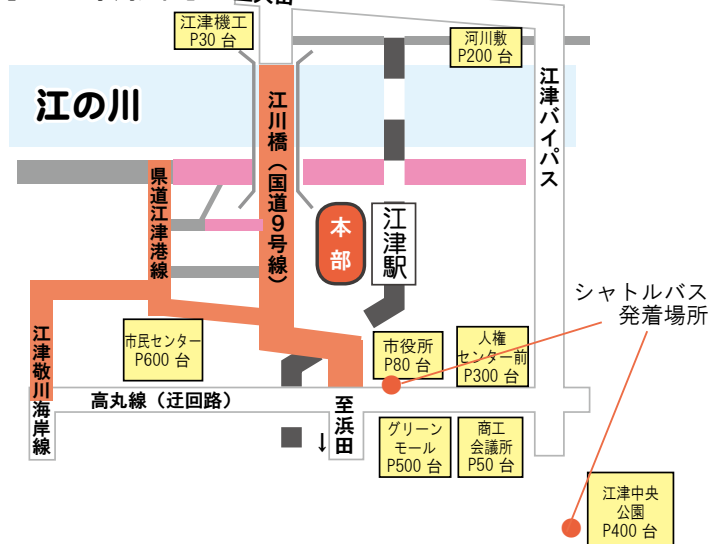 江津機工
P30 台
河川敷
P200 台
江の川
江川橋（国道９号線）
江津バイパス
県道江津港線
本部
江津駅
シャトルバス
発着場所
市民センター
P600 台
市役所
P80 台
人権
センター前
P300 台
江津敬川海岸線
高丸線（迂回路）
至浜田
↓
グリーン
モール
P500 台
商工
会議所
P50 台
江津中央
公園
P400 台